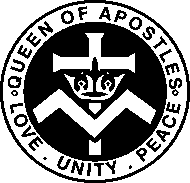 QUEEN OF APOSTLES
LOVE · UNITY · PEACE